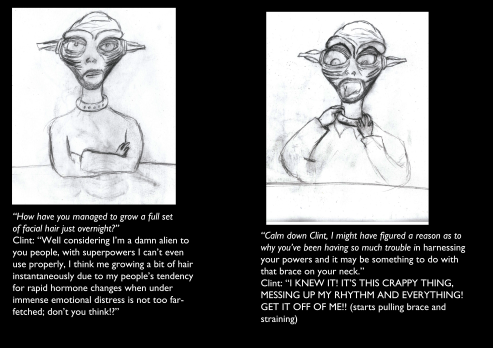 “How have you managed to grow a full set
of facial hair just overnight?”
Clint: “Well considering I'm a damn alien to
you people, with superpowers I can't even
use properly, I think me growing a bit of hair
instantaneously due to my people's tendency
for rapid hormone changes when under
immense emotional distress is not too far-
fetched; don't you think!?”
“Calm down Clint, I might have figured a reason as to
why you've been having so much trouble in harnessing
your powers and it may be something to do with
that brace on your neck.”
Clint: “I KNEW IT! IT'S THIS CRAPPY THING,
MESSING UP MY RHYTHM AND EVERYTHING!
GET IT OFF OF ME!! (starts pulling brace and
straining)